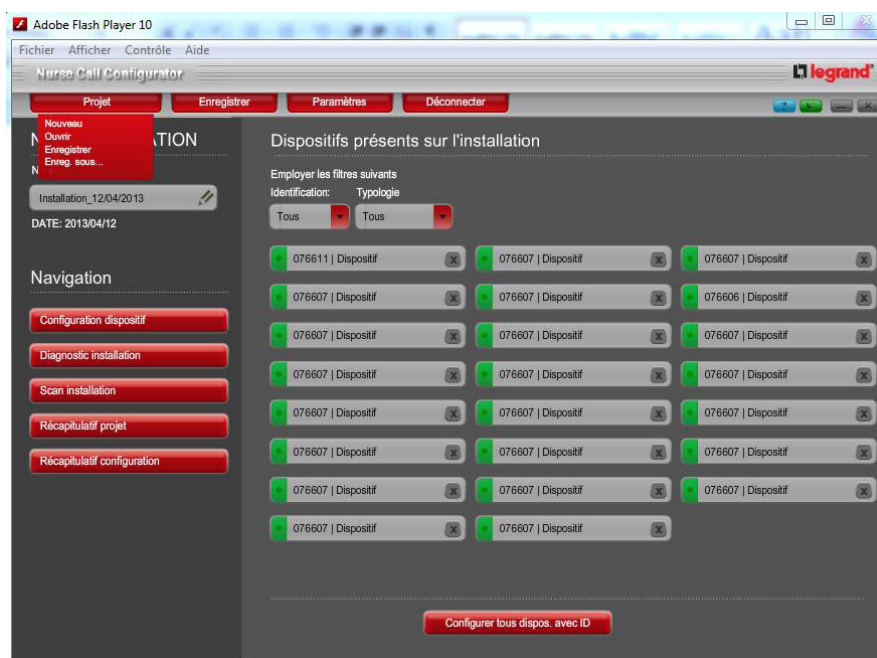 Adobe Flash Player 10
Fichier Afficher Contrôle Aide
Nurse Call Configurator
legrand®
Projet Enregistrer Paramètres Déconnecter
Nouveau
Ouvrir
Enregistrer
Enreg. sous...
TION
Installation_12/04/2013
DATE: 2013/04/12
Navigation
Configuration dispositif
Diagnostic installation
Scan installation
Récapitulatif projet
Récapitulatif configuration
Dispositifs présents sur l'installation
Employer les filtres suivants
Identification: Typologie
Tous Tous
076611 | Dispositif x 076607 | Dispositif x 076607 | Dispositif x
076607 | Dispositif x 076607 | Dispositif x 076606 | Dispositif x
076607 | Dispositif x 076607 | Dispositif x 076607 | Dispositif x
076607 | Dispositif x 076607 | Dispositif x 076607 | Dispositif x
076607 | Dispositif x 076607 | Dispositif x 076607 | Dispositif x
076607 | Dispositif x 076607 | Dispositif x 076607 | Dispositif x
076607 | Dispositif x 076607 | Dispositif x 076607 | Dispositif x
076607 | Dispositif x 076607 | Dispositif x
Configurer tous dispos. avec ID